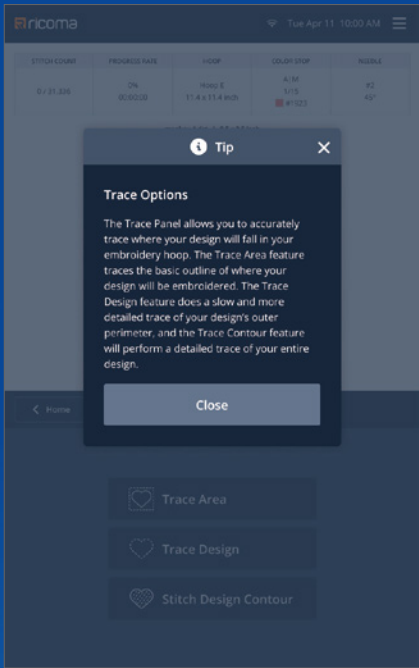 ricoma
Tue Apr 11 10:00 AM
STITCH COUNT PROGRESS RATE HOOP COLOR STOP NEEDLE
0 / 21,336 0% Hoop E A1M #2
00:00:00 11.4 x 11.4 inch 1/15 45°
#1523
Tip
Trace Options
The Trace Panel allows you to accurately
trace where your design will fall in your
embroidery hoop. The Trace Area feature
traces the basic outline of where your
design will be embroidered. The Trace
Design feature does a slow and more
detailed trace of your design's outer
perimeter, and the Trace Contour feature
will perform a detailed trace of your entire
design.
Close
Home
Trace Area
Trace Design
Stitch Design Contour